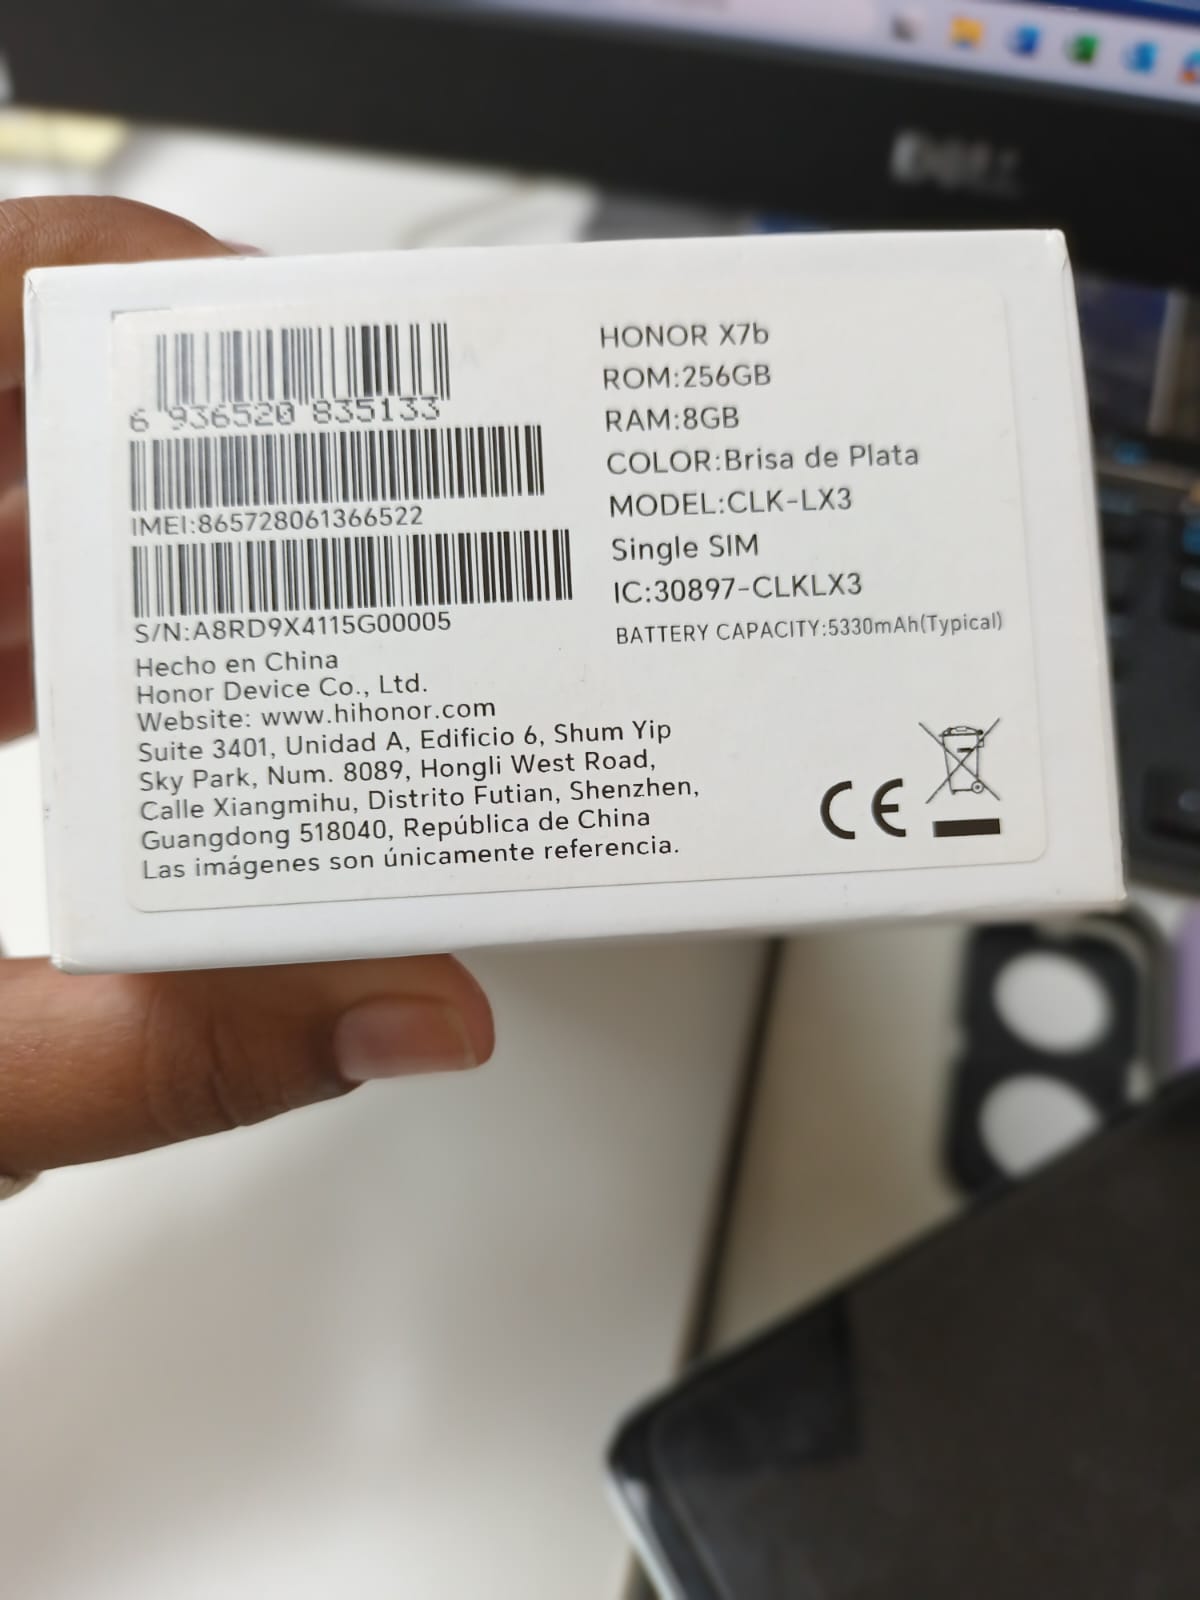 6 936520 835133
IMEI:865728061366522
S/N:A8RD9X4115G00005
Hecho en China
Honor Device Co., Ltd.
Website: www.hihonor.com
Suite 3401, Unidad A, Edificio 6, Shum Yip
Sky Park, Num. 8089, Hongli West Road,
Calle Xiangmihu, Distrito Futian, Shenzhen,
Guangdong 518040, República de China
Las imágenes son únicamente referencia.
HONOR X7b
ROM:256GB
RAM:8GB
COLOR:Brisa de Plata
MODEL:CLK-LX3
Single SIM
IC:30897-CLKLX3
BATTERY CAPACITY:5330mAh(Typical)
CE
DELL